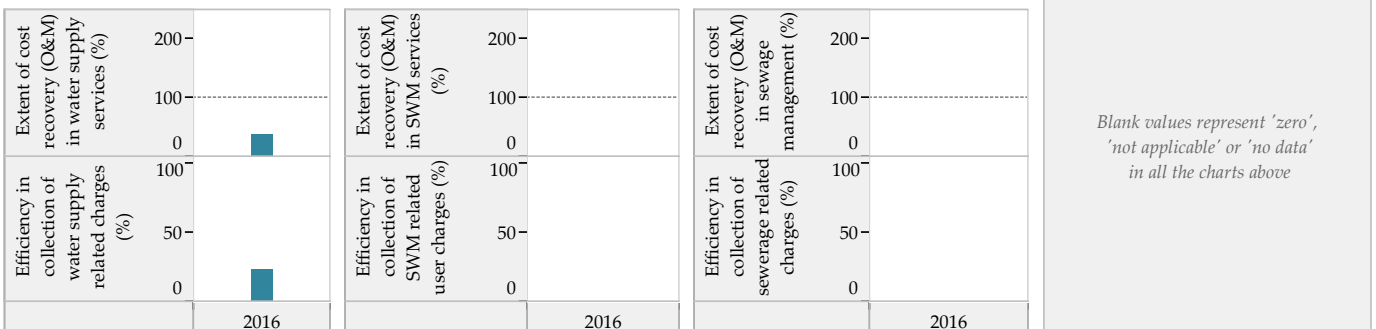 Extent of cost
recovery (O&M)
in water supply
services (%)
200
100
0
Efficiency in
collection of
water supply
related charges
(%)
100
50
0
2016
Extent of cost
recovery (O&M)
in SWM services
(%)
200
100
0
Efficiency in
collection of
SWM related
user charges (%)
100
50
0
2016
Extent of cost
recovery (O&M)
in sewage
management (%)
200
100
0
Efficiency in
collection of
sewerage related
charges (%)
100
50
0
2016
Blank values represent 'zero',
'not applicable' or 'no data'
in all the charts above